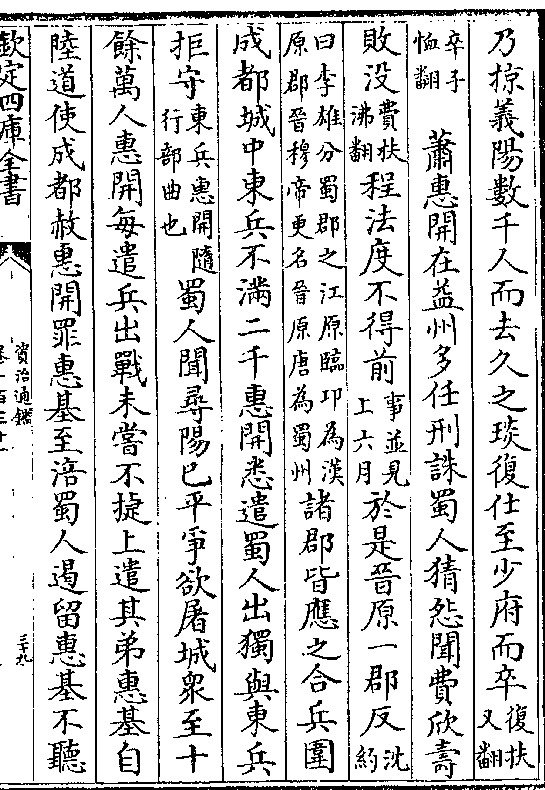 乃掠義陽數千人而去久之琰復仕至少府而卒復扶又翻
卒子恤翻 蕭惠開在益州多任刑誅蜀人猜怨聞費欣壽
敗没費扶沸翻程法度不得前事並見上六月於是晉原一郡反沈約
曰李雄分蜀郡之江原臨邛為漢原郡晉穆帝更名晉原唐為蜀州諸郡皆應之合兵圍
成都城中東兵不滿二千惠開悉遣蜀人出獨與東兵
拒守東兵惠開隨行部曲也蜀人聞尋陽已平爭欲屠城衆至十
餘萬人惠開每遣兵出戰未嘗不捷上遣其弟惠基自
陸道使成都赦惠開罪惠基至涪蜀人遏留惠基不聽
欽定四庫全書
資治通鑑
卷一百三十一
三十九